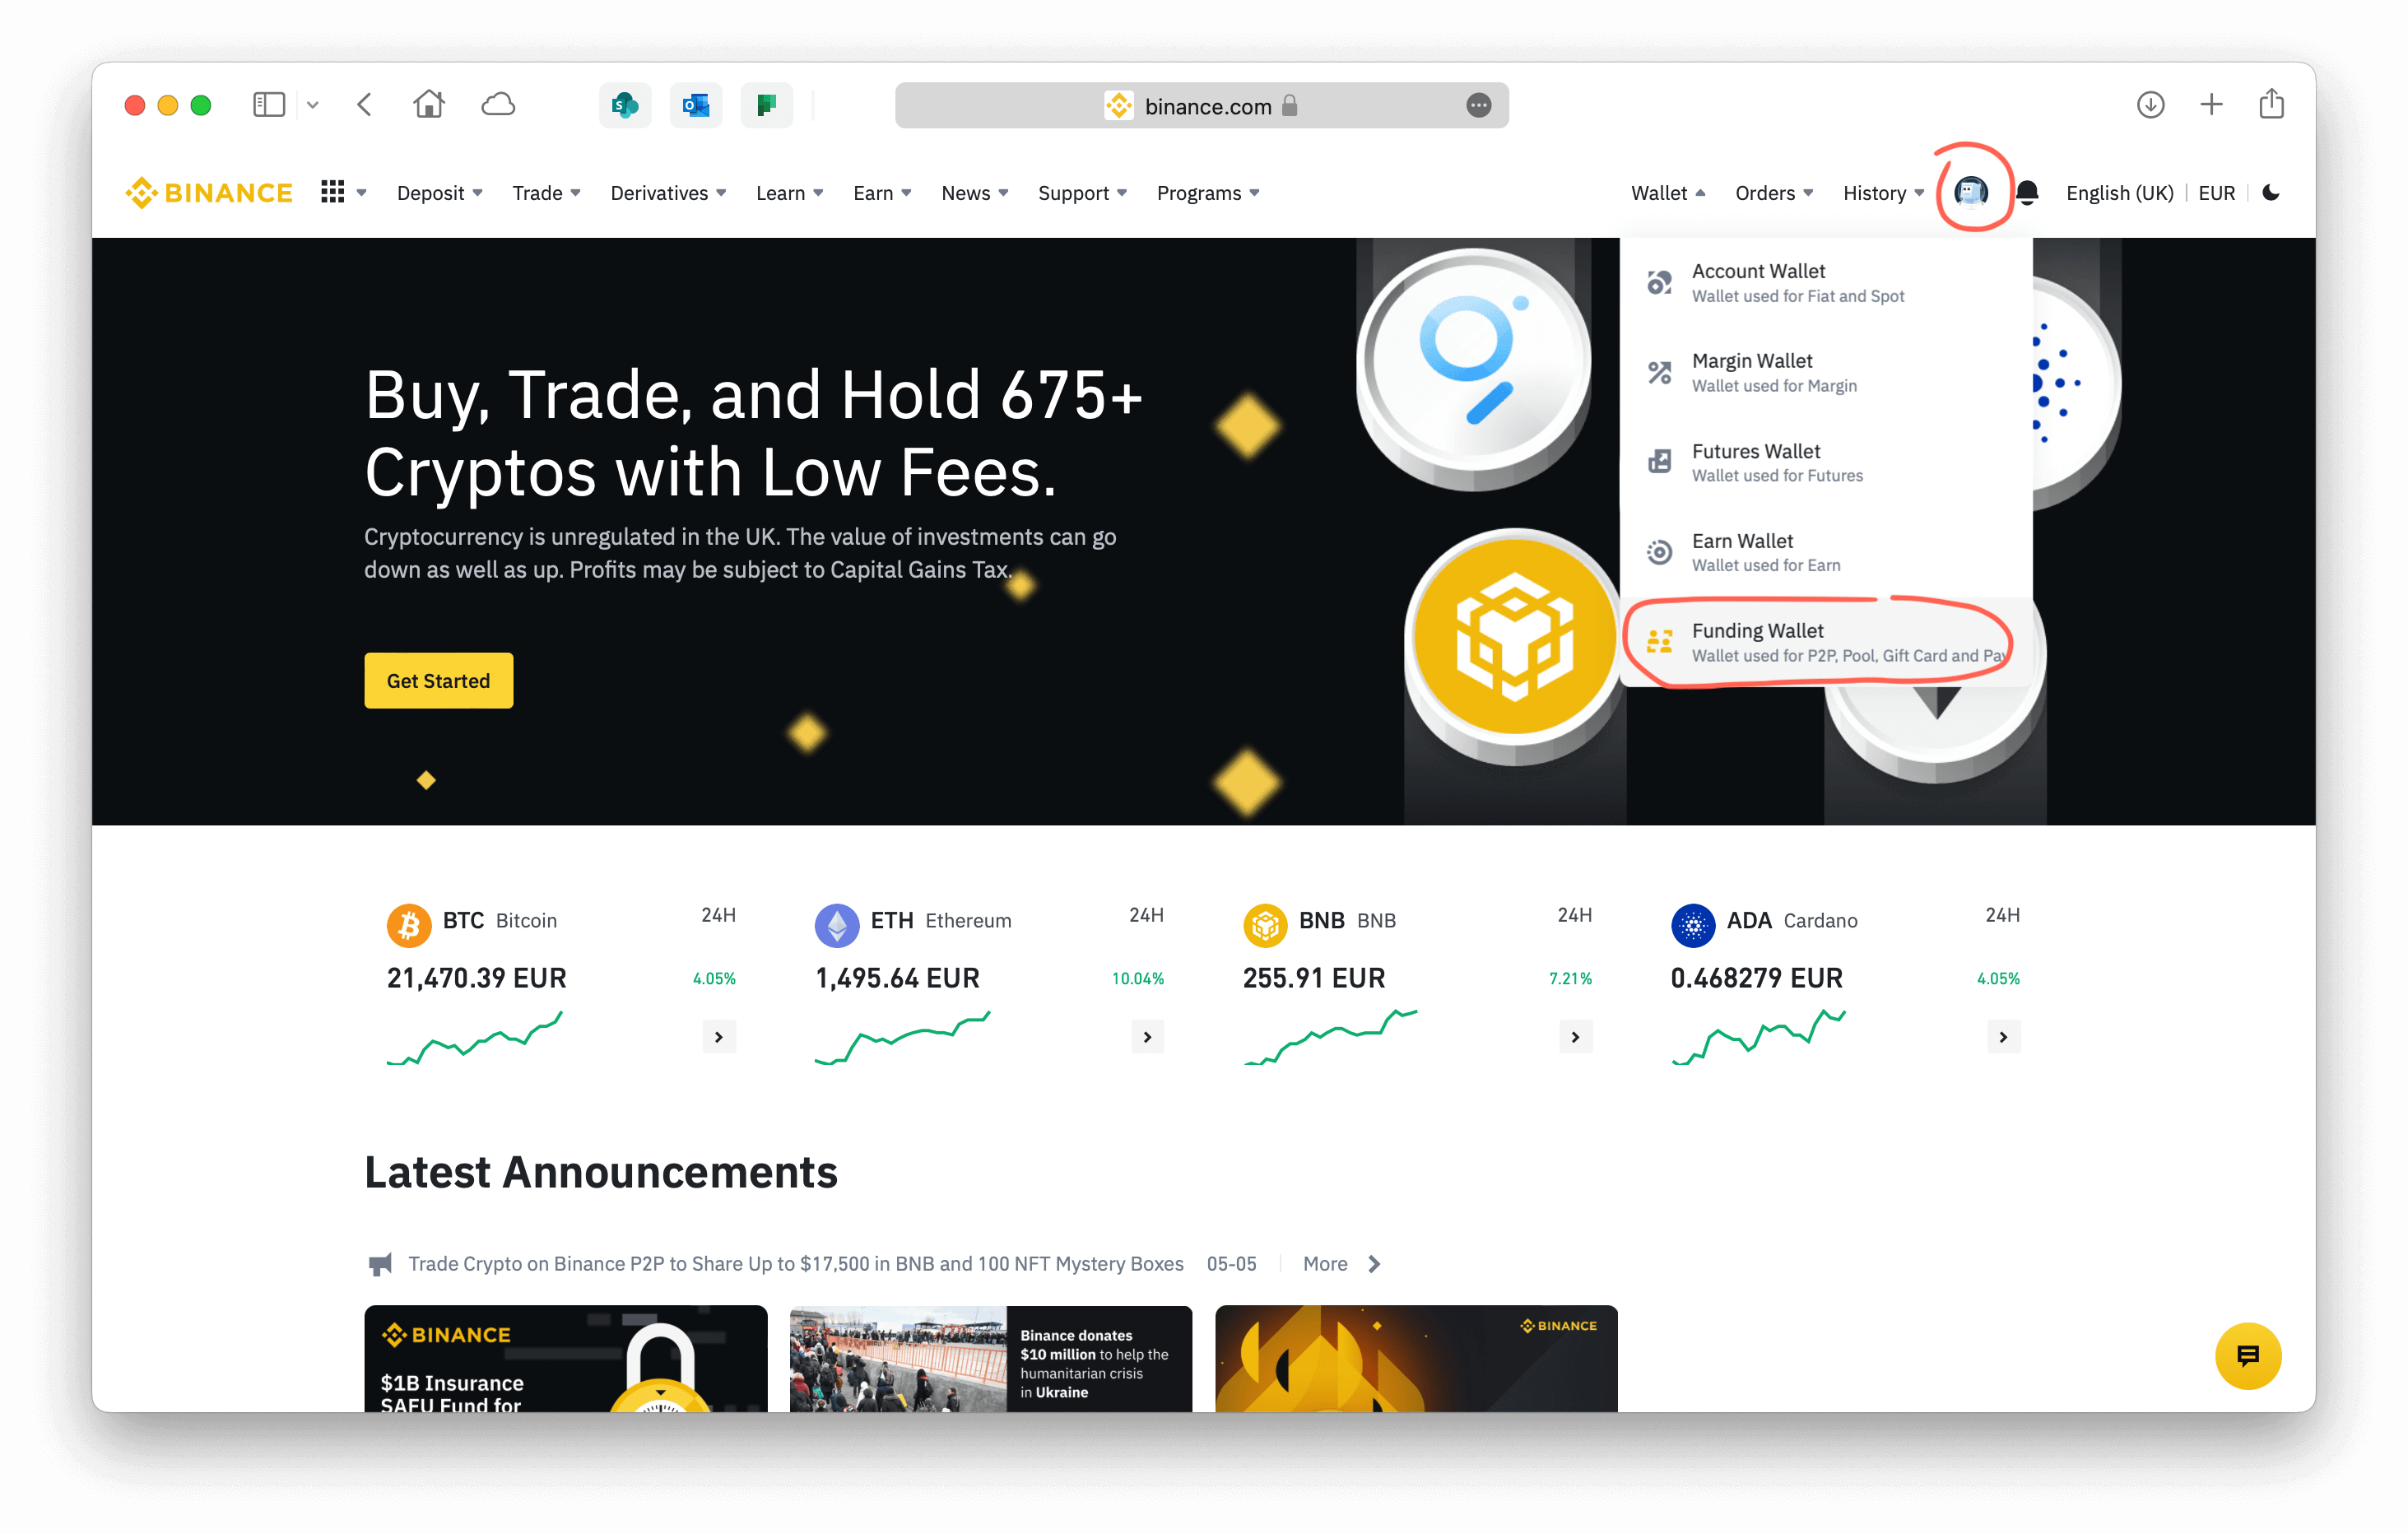 binance.com
BINANCE
Deposit
Trade
Derivatives
Learn
Earn
News
Support
Programs
Wallet
Orders
History
English (UK)
EUR
Account Wallet
Wallet used for Fiat and Spot
Margin Wallet
Wallet used for Margin
Futures Wallet
Wallet used for Futures
Earn Wallet
Wallet used for Earn
Funding Wallet
Wallet used for P2P, Pool, Gift Card and Pay
Buy, Trade, and Hold 675+
Cryptos with Low Fees.
Cryptocurrency is unregulated in the UK. The value of investments can go
down as well as up. Profits may be subject to Capital Gains Tax.
Get Started
BTC Bitcoin 24H
21,470.39 EUR 4.05%
ETH Ethereum 24H
1,495.64 EUR 10.04%
BNB BNB 24H
255.91 EUR 7.21%
ADA Cardano 24H
0.468279 EUR 4.05%
Latest Announcements
Trade Crypto on Binance P2P to Share Up to $17,500 in BNB and 100 NFT Mystery Boxes 05-05 More
BINANCE
$1B Insurance
SAFU Fund for
Binance donates
$10 million to help the
humanitarian crisis
in Ukraine
BINANCE